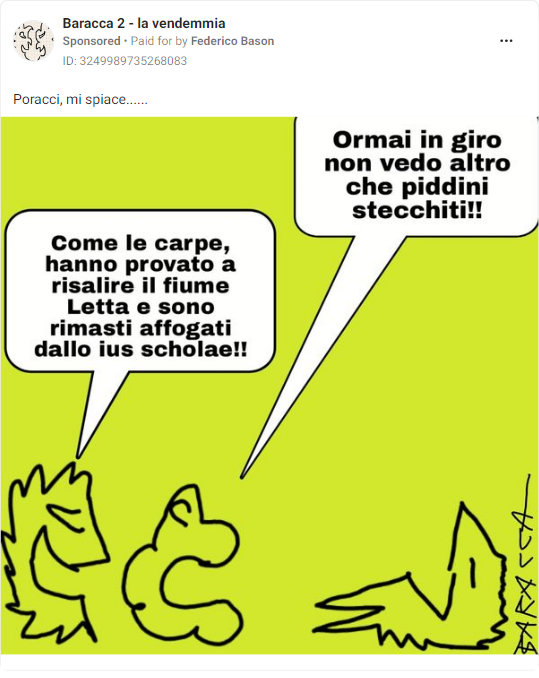 Baracca 2 - la vendemmia
Sponsored • Paid for by Federico Bason
ID: 3249989735268083
Poracci, mi spiace......
Ormai in giro
non vedo altro
che piddini
stecchiti!!
Come le carpe,
hanno provato a
risalire il fiume
Letta e sono
rimasti affogati
dallo ius scholae!!
BARACCA